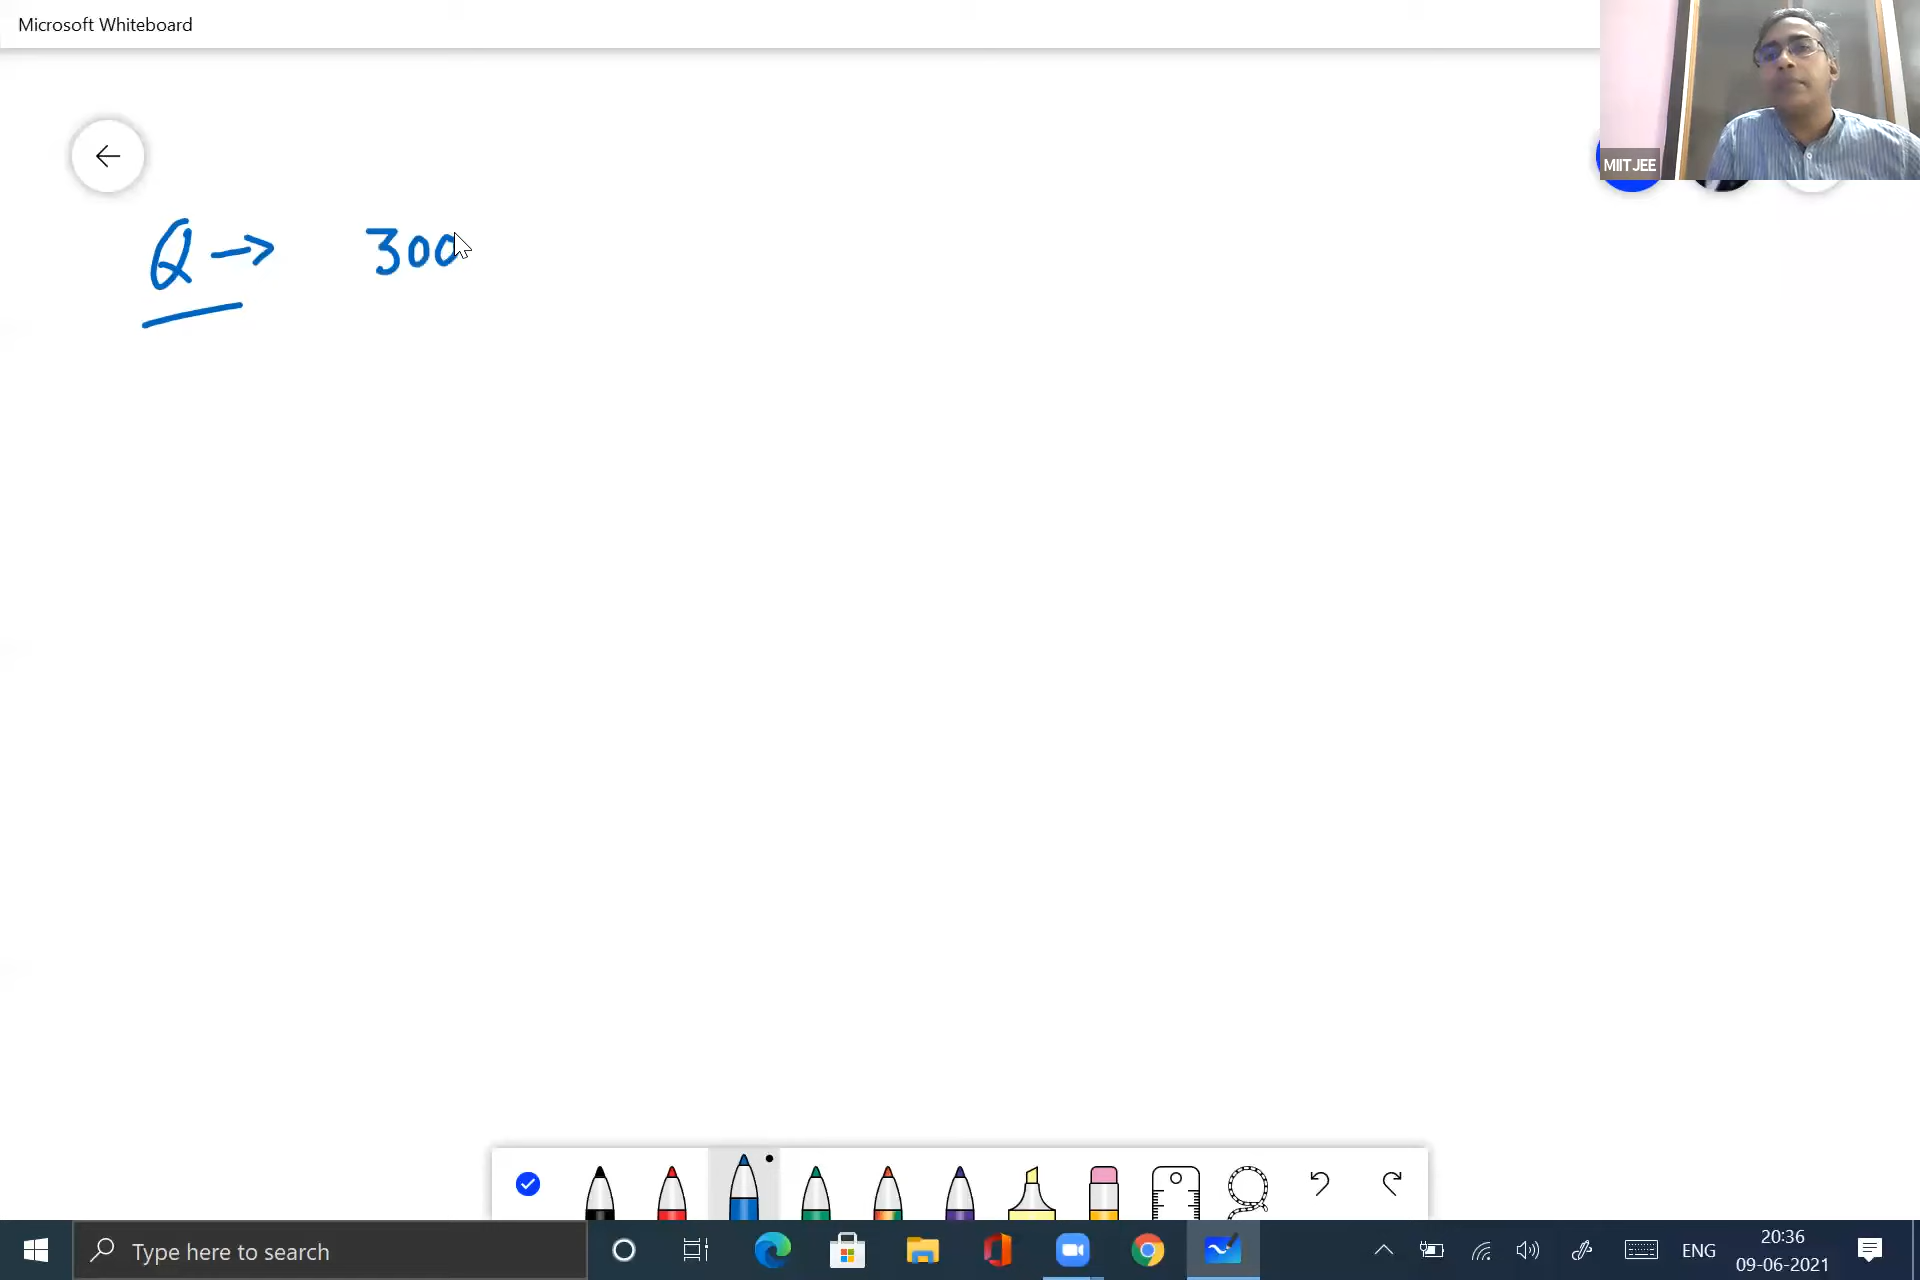 Microsoft Whiteboard
MIIT JEE
Q → 300
Type here to search
ENG
20:36
09-06-2021